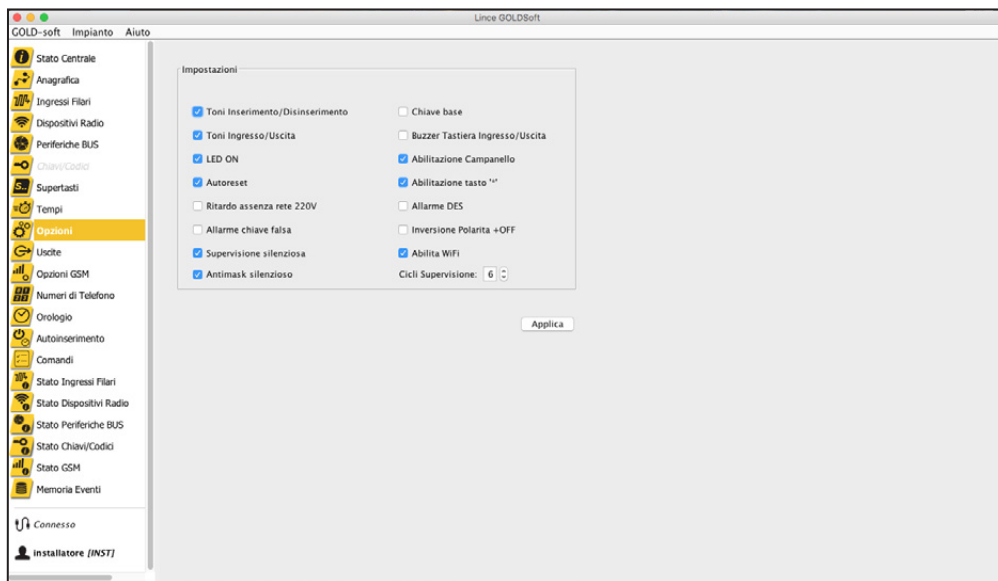 Lince GOLDSoft
GOLD-soft Impianto Aiuto
Stato Centrale
Anagrafica
Ingressi Filari
Dispositivi Radio
Periferiche BUS
Chiavi/Codici
Supertasti
Tempi
Opzioni
Uscite
Opzioni GSM
Numeri di Telefono
Orologio
Autoinserimento
Comandi
Stato Ingressi Filari
Stato Dispositivi Radio
Stato Periferiche BUS
Stato Chiavi/Codici
Stato GSM
Memoria Eventi
Connesso
installatore [INST]
Impostazioni
Toni Inserimento/Disinserimento
Chiave base
Toni Ingresso/Uscita
Buzzer Tastiera Ingresso/Uscita
LED ON
Abilitazione Campanello
Autoreset
Abilitazione tasto '*'
Ritardo assenza rete 220V
Allarme DES
Allarme chiave falsa
Inversione Polarita +OFF
Supervisione silenziosa
Abilita WiFi
Antimask silenzioso
Cicli Supervisione: 6
Applica